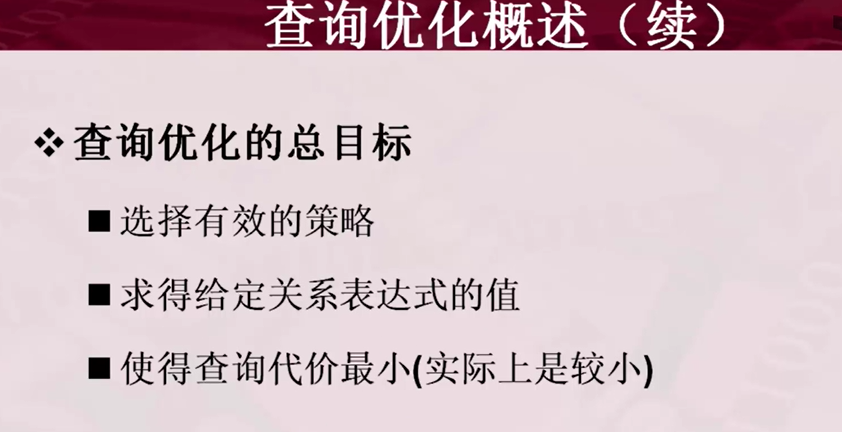 查询优化概述（续）
❖查询优化的总目标
■选择有效的策略
■求得给定关系表达式的值
■使得查询代价最小(实际上是较小)